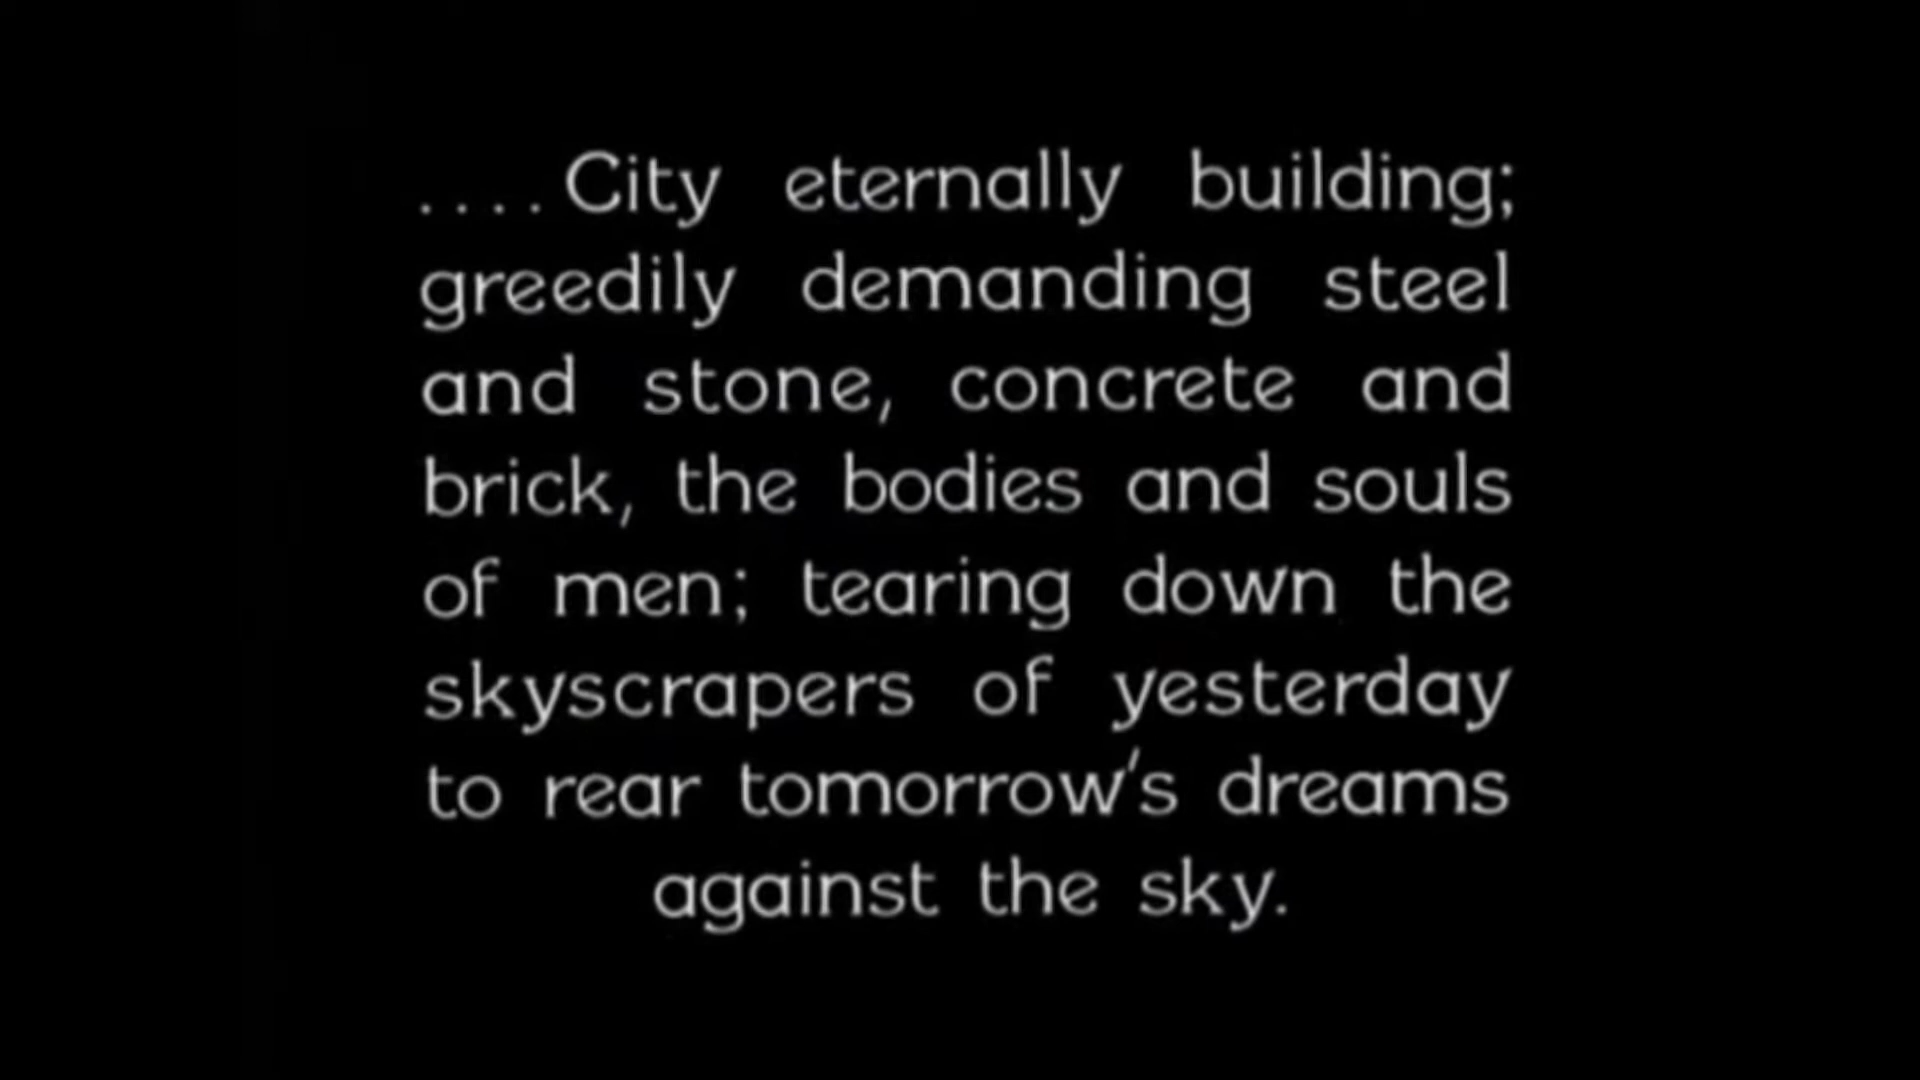 ....City eternally building;
greedily demanding steel
and stone, concrete and
brick, the bodies and souls
of men; tearing down the
skyscrapers of yesterday
to rear tomorrow's dreams
against the sky.